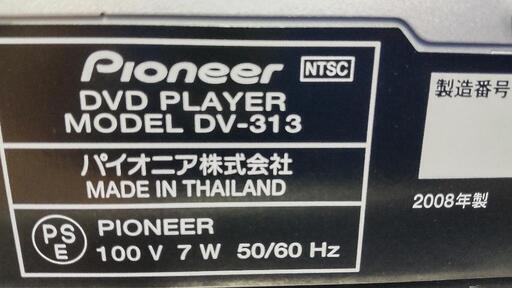 Pioneer NTSC
DVD PLAYER
MODEL DV-313
パイオニア株式会社
MADE IN THAILAND
PSE PIONEER
100 V 7 W 50/60 Hz
製造番号
2008年製